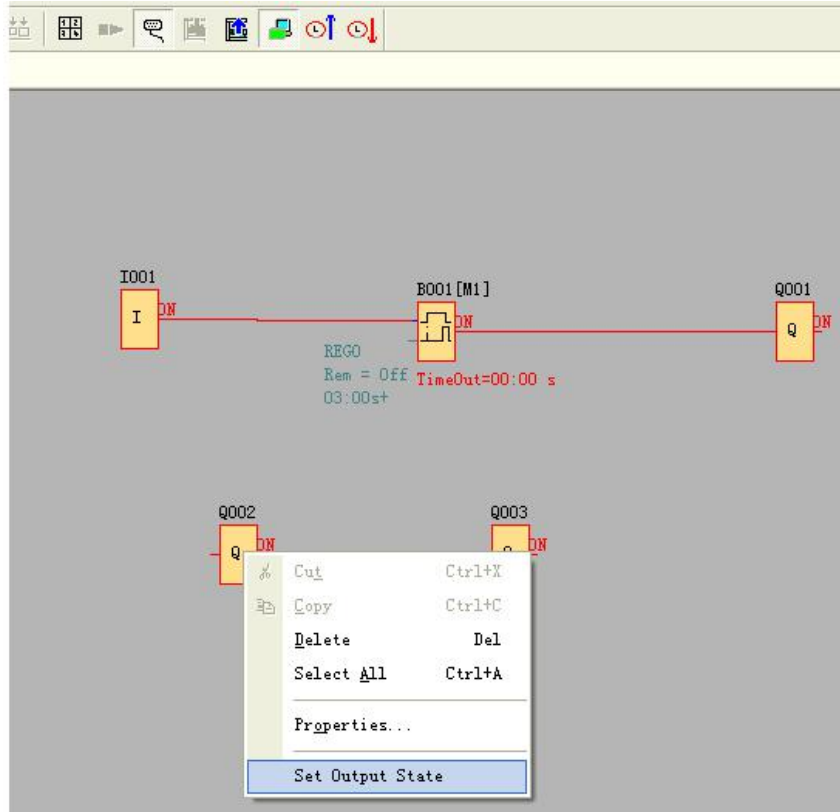 I001
I
ON
B001[M1]
ON
Q001
Q
ON
REGO
Rem = Off
TimeOut=00:00 s
03:00s+
Q002
Q
ON
Q003
Q
ON
Cut Ctrl+X
Copy Ctrl+C
Delete Del
Select All Ctrl+A
Properties...
Set Output State